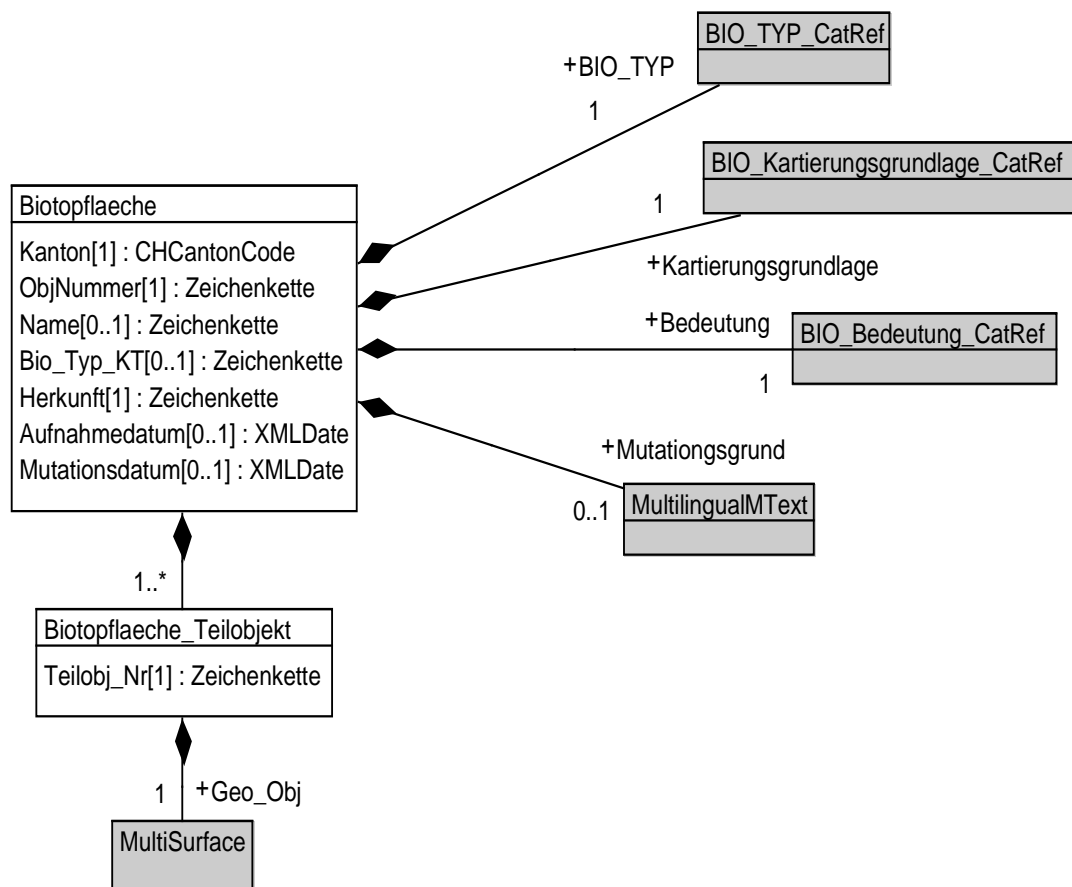 BIO_TYP_CatRef
+BIO_TYP
1
BIO_Kartierungsgrundlage_CatRef
1
+Kartierungsgrundlage
Biotopflaeche
Kanton[1] : CHCantonCode
ObjNummer[1] : Zeichenkette
Name[0..1] : Zeichenkette
Bio_Typ_KT[0..1] : Zeichenkette
Herkunft[1] : Zeichenkette
Aufnahmedatum[0..1] : XMLDate
Mutationsdatum[0..1] : XMLDate
+Bedeutung
BIO_Bedeutung_CatRef
1
+Mutationgsgrund
0..1
MultilingualMText
1..*
Biotopflaeche_Teilobjekt
Teilobj_Nr[1] : Zeichenkette
1
+Geo_Obj
MultiSurface